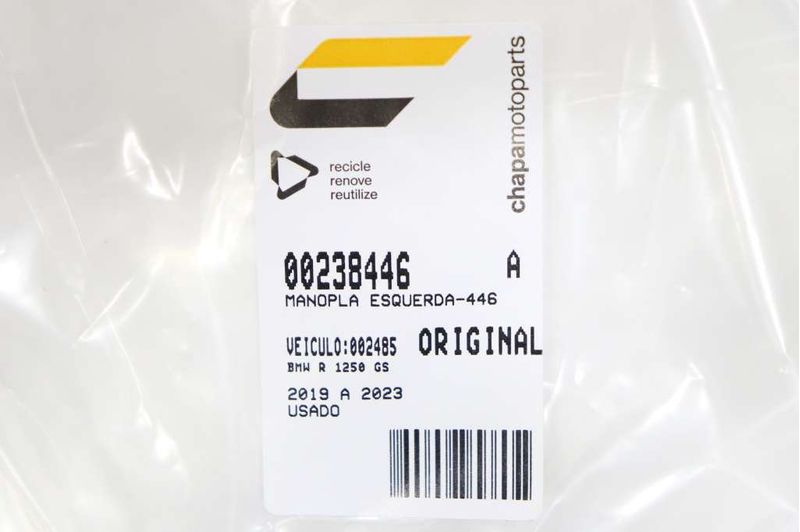 chapamotoparts
recicle
renove
reutilize
00238446 A
MANOPLA ESQUERDA-446
VEICULO:002485 ORIGINAL
BMW R 1250 GS
2019 A 2023
USADO